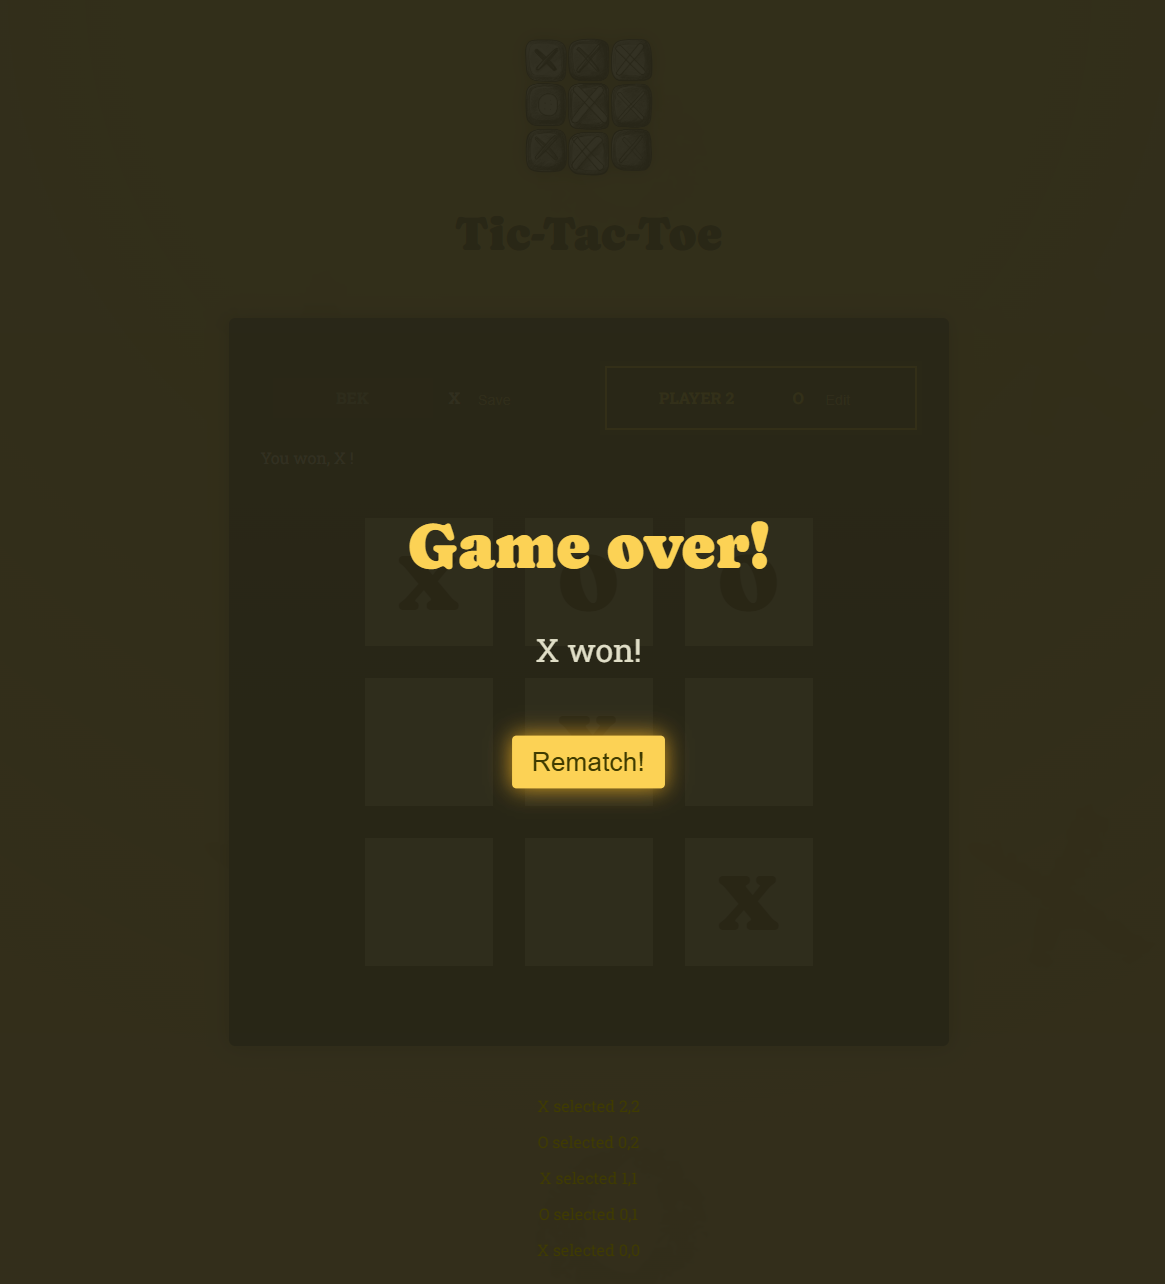 Tic-Tac-Toe
BEK X Save
PLAYER 2 O Edit
You won, X !
Game over!
X O O
X won!
X
Rematch!
X
X selected 2,2
O selected 0,2
X selected 1,1
O selected 0,1
X selected 0,0